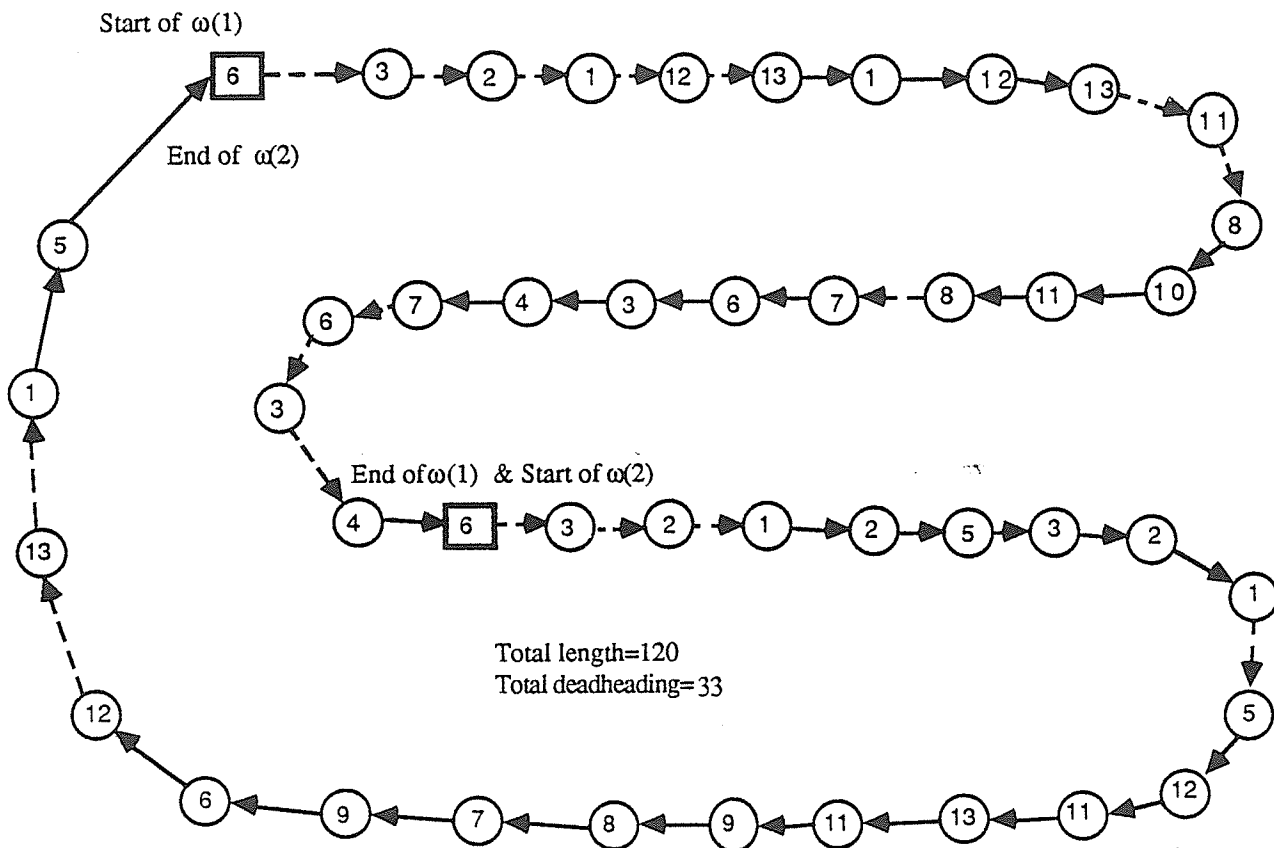 Start of ω(1)
6 3 2 1 12 13 1 12 13 11
End of ω(2)
5 8
6 7 4 3 6 7 8 11 10
1 3
End of ω(1) & Start of ω(2)
4 6 3 2 1 2 5 3 2
13 1
Total length=120
Total deadheading=33
12 5
6 9 7 8 9 11 13 11 12